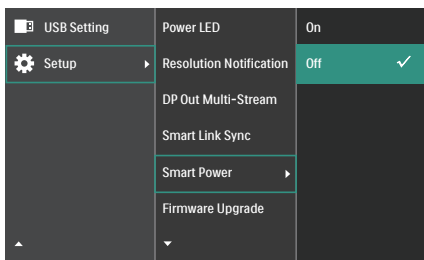 USB Setting
Setup
Power LED
Resolution Notification
DP Out Multi-Stream
Smart Link Sync
Smart Power
Firmware Upgrade
On
Off